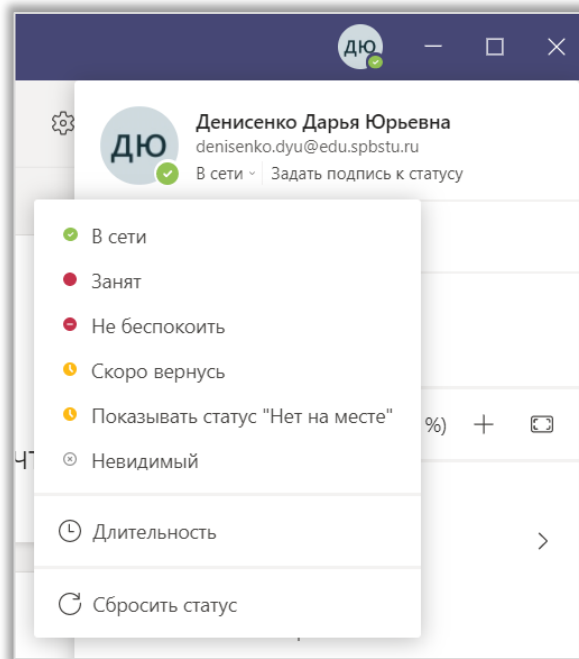 ДЮ
ДЮ
Денисенко Дарья Юрьевна
denisenko.dyu@edu.spbstu.ru
В сети
Задать подпись к статусу
В сети
Занят
Не беспокоить
Скоро вернусь
Показывать статус "Нет на месте"
%)
Невидимый
Длительность
Сбросить статус